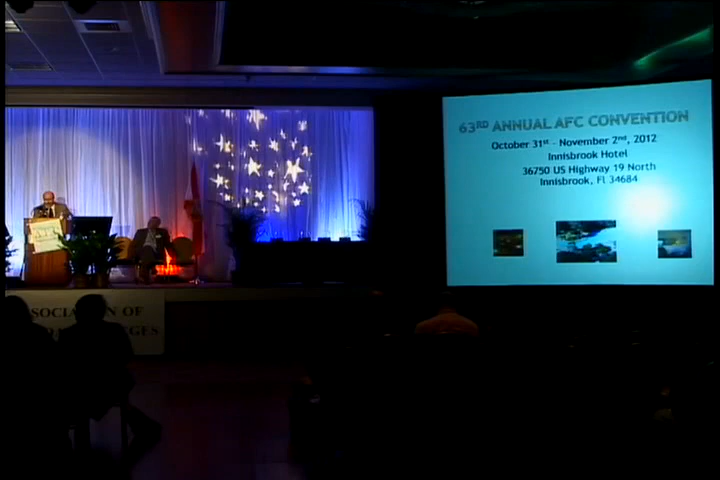 63RD ANNUAL AFC CONVENTION
October 31st - November 2nd, 2012
Innisbrook Hotel
36750 US Highway 19 North
Innisbrook, Fl 34684
OF